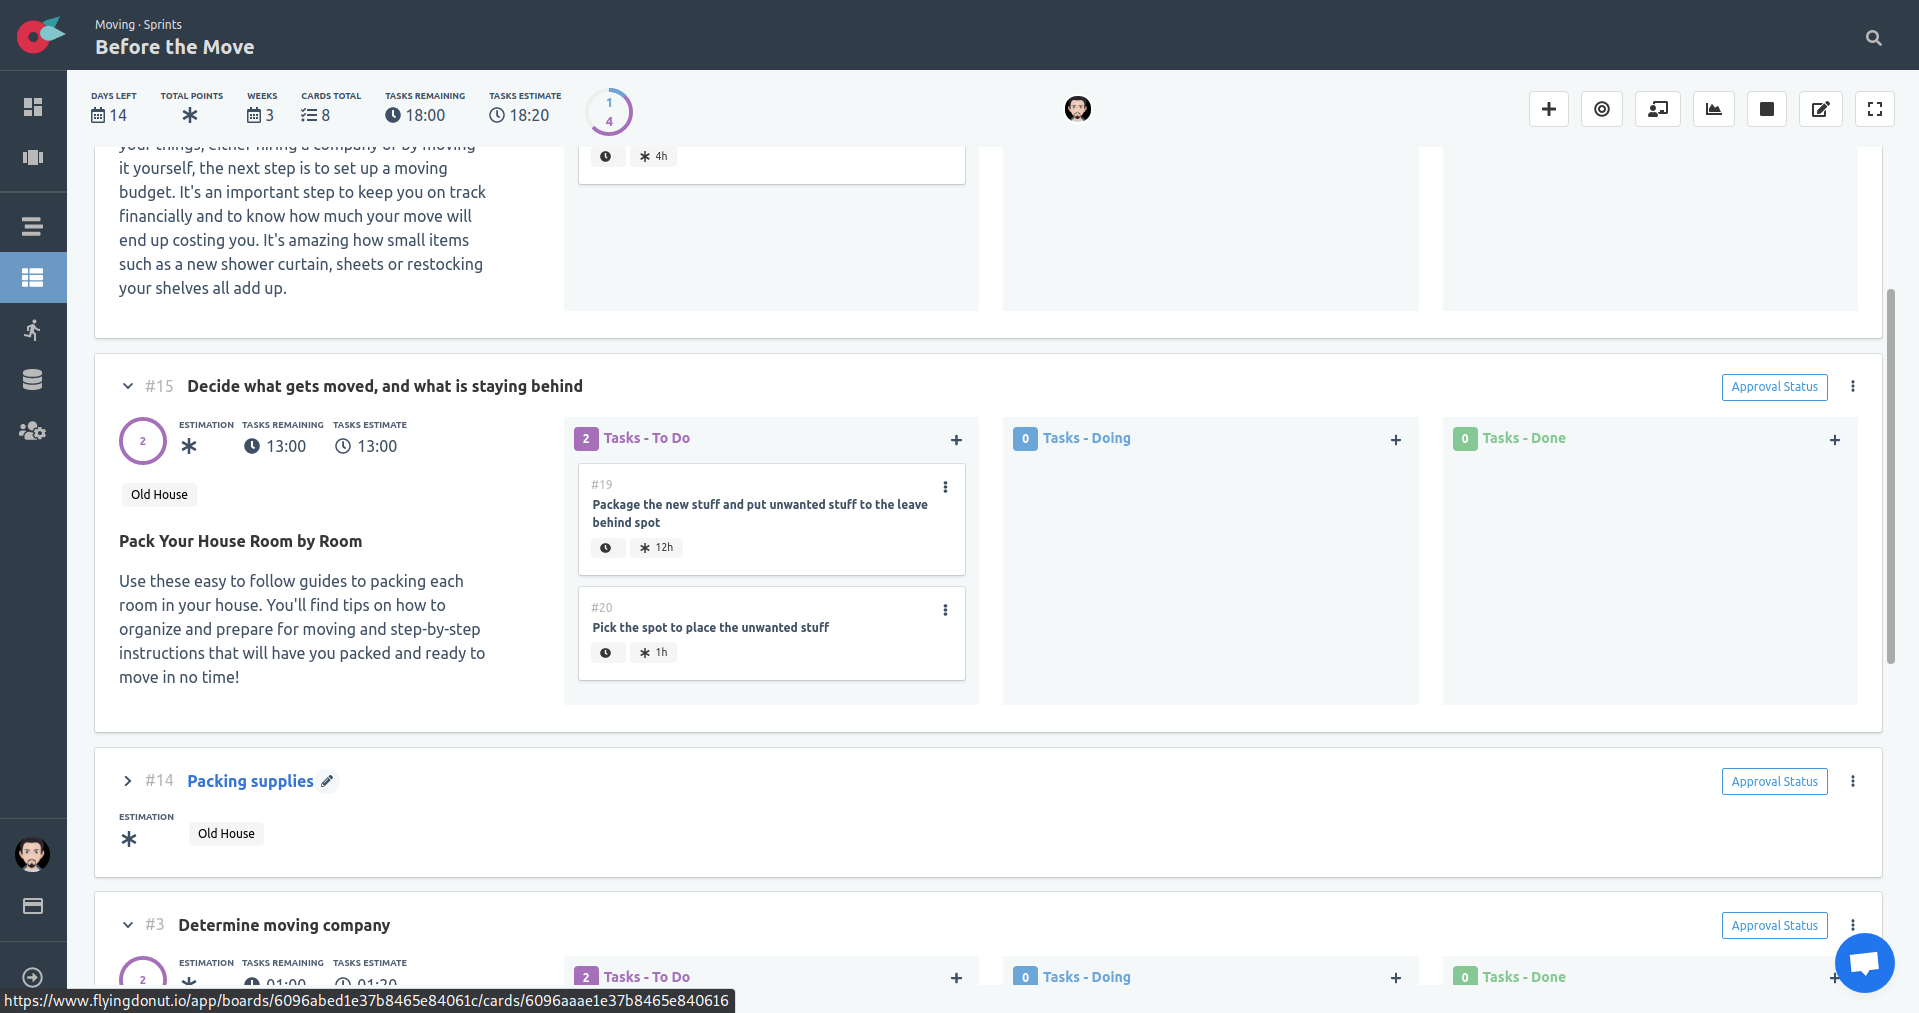 Moving · Sprints
Before the Move
DAYS LEFT
14
TOTAL POINTS
WEEKS
3
CARDS TOTAL
8
TASKS REMAINING
18:00
TASKS ESTIMATE
18:20
1
4
your things, either hiring a company or by moving
it yourself, the next step is to set up a moving
budget. It's an important step to keep you on track
financially and to know how much your move will
end up costing you. It's amazing how small items
such as a new shower curtain, sheets or restocking
your shelves all add up.
4h
#15 Decide what gets moved, and what is staying behind
Approval Status
2
ESTIMATION
TASKS REMAINING
13:00
TASKS ESTIMATE
13:00
Old House
Pack Your House Room by Room
Use these easy to follow guides to packing each
room in your house. You'll find tips on how to
organize and prepare for moving and step-by-step
instructions that will have you packed and ready to
move in no time!
2 Tasks - To Do
#19
Package the new stuff and put unwanted stuff to the leave
behind spot
12h
#20
Pick the spot to place the unwanted stuff
1h
0 Tasks - Doing
0 Tasks - Done
#14 Packing supplies
Approval Status
ESTIMATION
Old House
#3 Determine moving company
Approval Status
2
ESTIMATION
TASKS REMAINING
01:00
TASKS ESTIMATE
01:20
2 Tasks - To Do
0 Tasks - Doing
0 Tasks - Done
https://www.flyingdonut.io/app/boards/6096abed1e37b8465e84061c/cards/6096aaae1e37b8465e840616